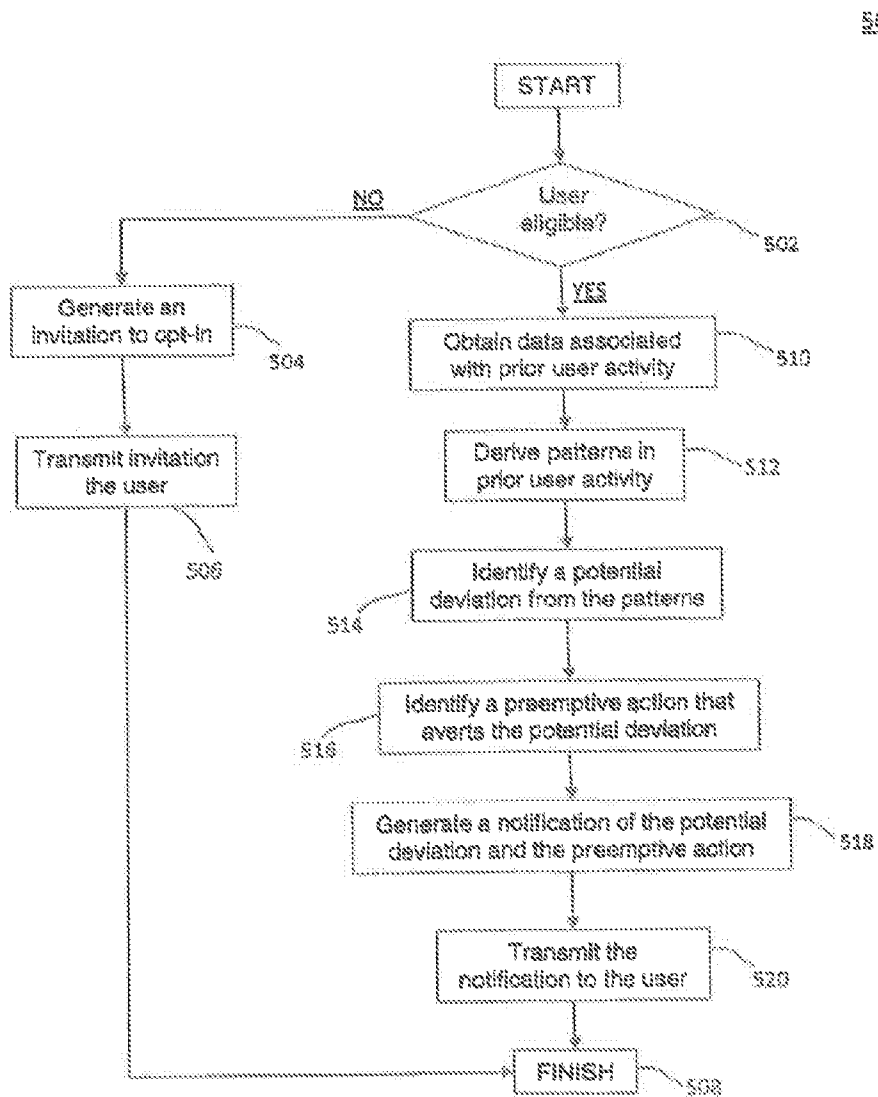 START
User
eligible?
502
NO
YES
Generate an
invitation to opt-in
504
Transmit invitation
the user
506
Obtain data associated
with prior user activity
510
Derive patterns in
prior user activity
512
Identify a potential
deviation from the patterns
514
Identify a preemptive action that
averts the potential deviation
516
Generate a notification of the potential
deviation and the preemptive action
518
Transmit the
notification to the user
520
FINISH
508